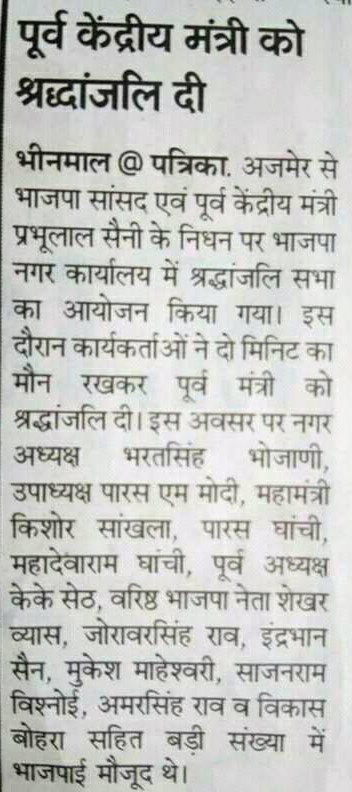 पूर्व केंद्रीय मंत्री को
श्रद्धांजलि दी
भीनमाल @ पत्रिका. अजमेर से
भाजपा सांसद एवं पूर्व केंद्रीय मंत्री
प्रभूलाल सैनी के निधन पर भाजपा
नगर कार्यालय में श्रद्धांजलि सभा
का आयोजन किया गया। इस
दौरान कार्यकर्ताओं ने दो मिनिट का
मौन रखकर पूर्व मंत्री को
श्रद्धांजलि दी। इस अवसर पर नगर
अध्यक्ष भरतसिंह भोजाणी,
उपाध्यक्ष पारस एम मोदी, महामंत्री
किशोर सांखला, पारस घांची,
महादेवाराम घांची, पूर्व अध्यक्ष
केके सेठ, वरिष्ठ भाजपा नेता शेखर
व्यास, जोरावरसिंह राव, इंद्रभान
सैन, मुकेश माहेश्वरी, साजनराम
विश्नोई, अमरसिंह राव व विकास
बोहरा सहित बड़ी संख्या में
भाजपाई मौजूद थे।